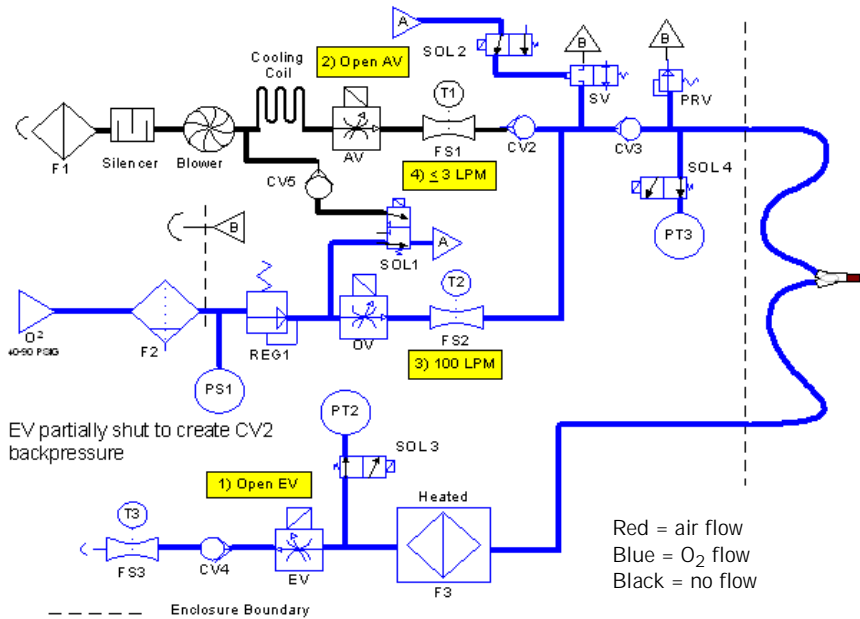 A
B
B
SOL 2
Cooling
Coil
2) Open AV
T1
SV
PRV
F1
Silencer
Blower
AV
FS1
CV2
CV3
CV5
4) ≤ 3 LPM
SOL 4
B
A
PT3
SOL1
T2
O2
40-90 PSIG
F2
REG1
OV
FS2
PS1
3) 100 LPM
PT2
EV partially shut to create CV2
backpressure
SOL 3
1) Open EV
Heated
T3
FS3
CV4
EV
F3
Red = air flow
Blue = O2 flow
Black = no flow
Enclosure Boundary